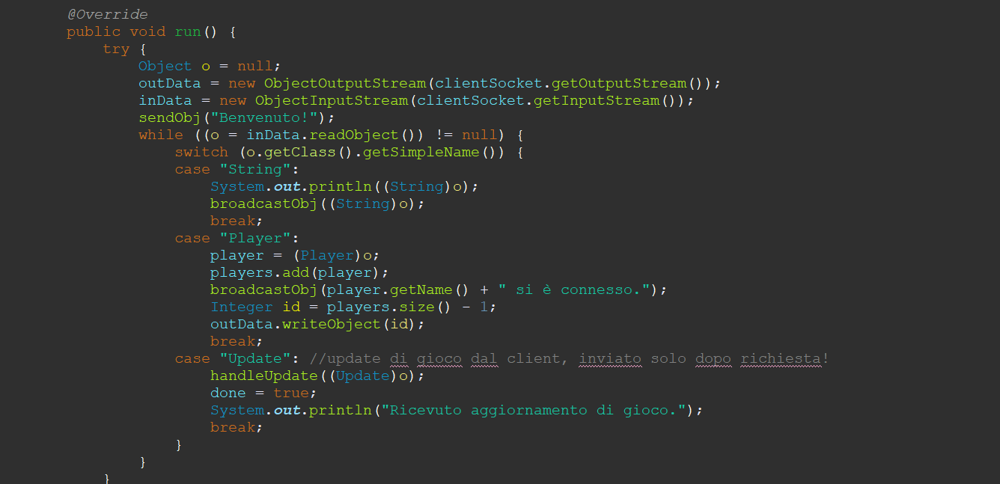 @Override
public void run() {
try {
Object o = null;
outData = new ObjectOutputStream(clientSocket.getOutputStream());
inData = new ObjectInputStream(clientSocket.getInputStream());
sendObj("Benvenuto!");
while ((o = inData.readObject()) != null) {
switch (o.getClass().getSimpleName()) {
case "String":
System.out.println((String)o);
broadcastObj((String)o);
break;
case "Player":
player = (Player)o;
players.add(player);
broadcastObj(player.getName() + " si è connesso.");
Integer id = players.size() - 1;
outData.writeObject(id);
break;
case "Update": //update di gioco dal client, inviato solo dopo richiesta!
handleUpdate((Update)o);
done = true;
System.out.println("Ricevuto aggiornamento di gioco.");
break;
}
}
}